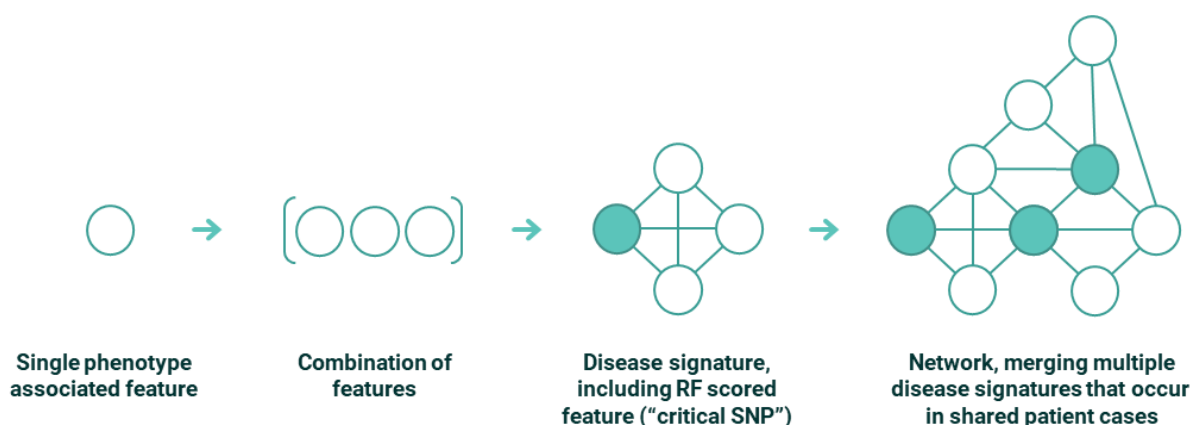 Single phenotype
associated feature
Combination of
features
Disease signature,
including RF scored
feature (“critical SNP”)
Network, merging multiple
disease signatures that occur
in shared patient cases